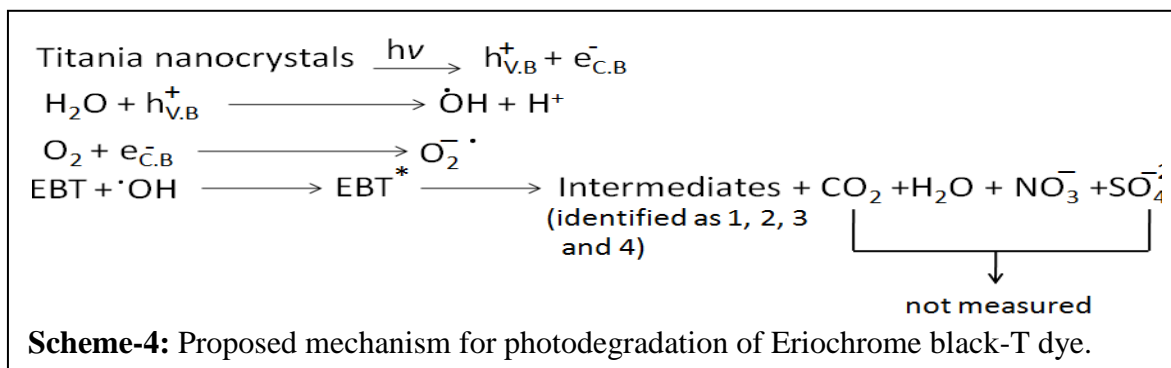 Titania nanocrystals hν → h⁺V.B + e⁻C.B
H₂O + h⁺V.B → ȮH + H⁺
O₂ + e⁻C.B → O₂⁻˙
EBT + ˙OH → EBT* → Intermediates + CO₂ +H₂O + NO₃⁻ +SO₄⁻²
(identified as 1, 2, 3
and 4)
not measured
Scheme-4: Proposed mechanism for photodegradation of Eriochrome black-T dye.